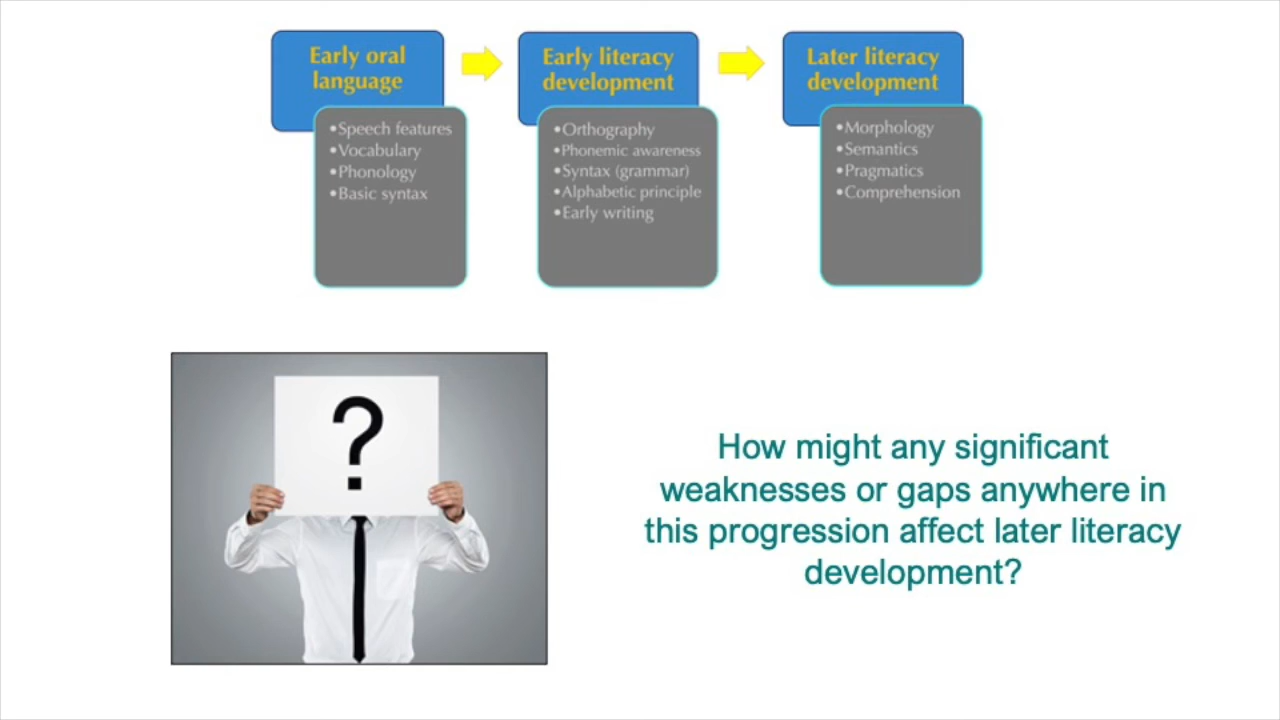 Early oral
language
•Speech features
•Vocabulary
•Phonology
•Basic syntax
Early literacy
development
•Orthography
•Phonemic awareness
•Syntax (grammar)
•Alphabetic principle
•Early writing
Later literacy
development
•Morphology
•Semantics
•Pragmatics
•Comprehension
?
How might any significant
weaknesses or gaps anywhere in
this progression affect later literacy
development?